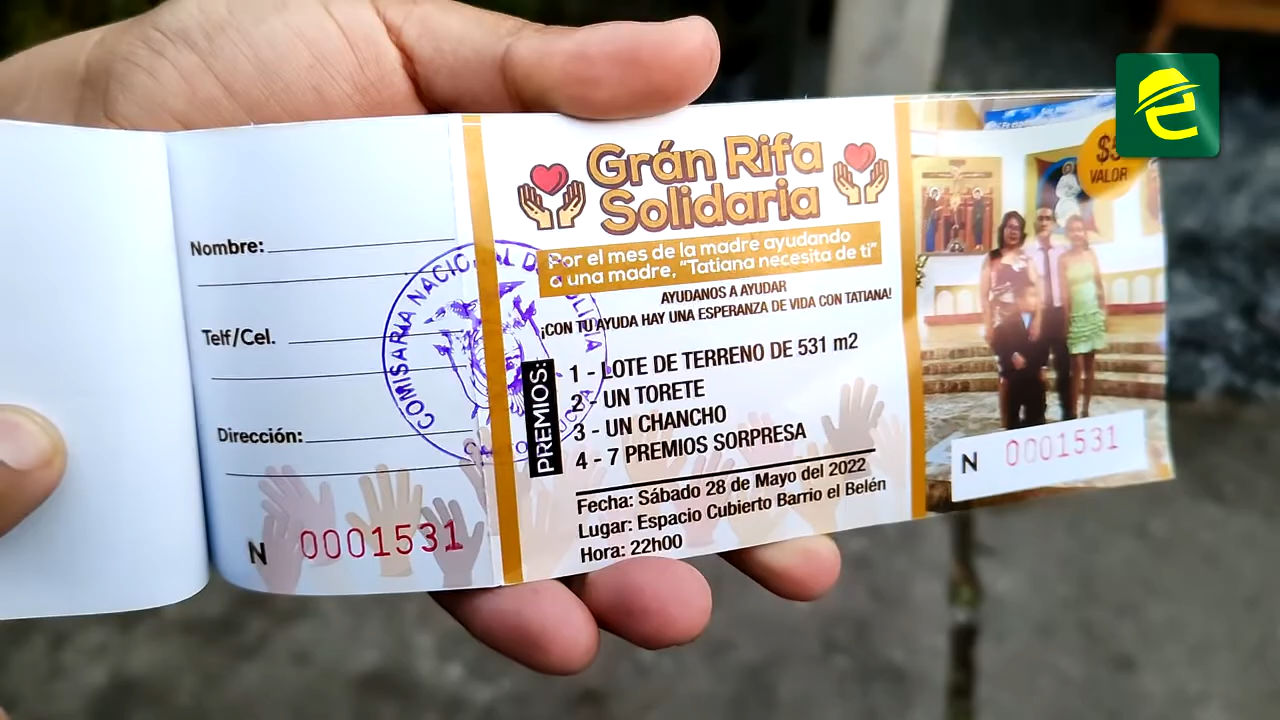 Nombre:
Telf/Cel.
Dirección:
N 0001531
COMISARIA NACIONAL DE POLICIA
Grán Rifa
Solidaria
Por el mes de la madre ayudando
a una madre, "Tatiana necesita de ti"
AYUDANOS A AYUDAR
¡CON TU AYUDA HAY UNA ESPERANZA DE VIDA CON TATIANA!
PREMIOS:
1 - LOTE DE TERRENO DE 531 m2
2 - UN TORETE
3 - UN CHANCHO
4 - 7 PREMIOS SORPRESA
Fecha: Sábado 28 de Mayo del 2022
Lugar: Espacio Cubierto Barrio el Belén
Hora: 22h00
$5
VALOR
N 0001531
e